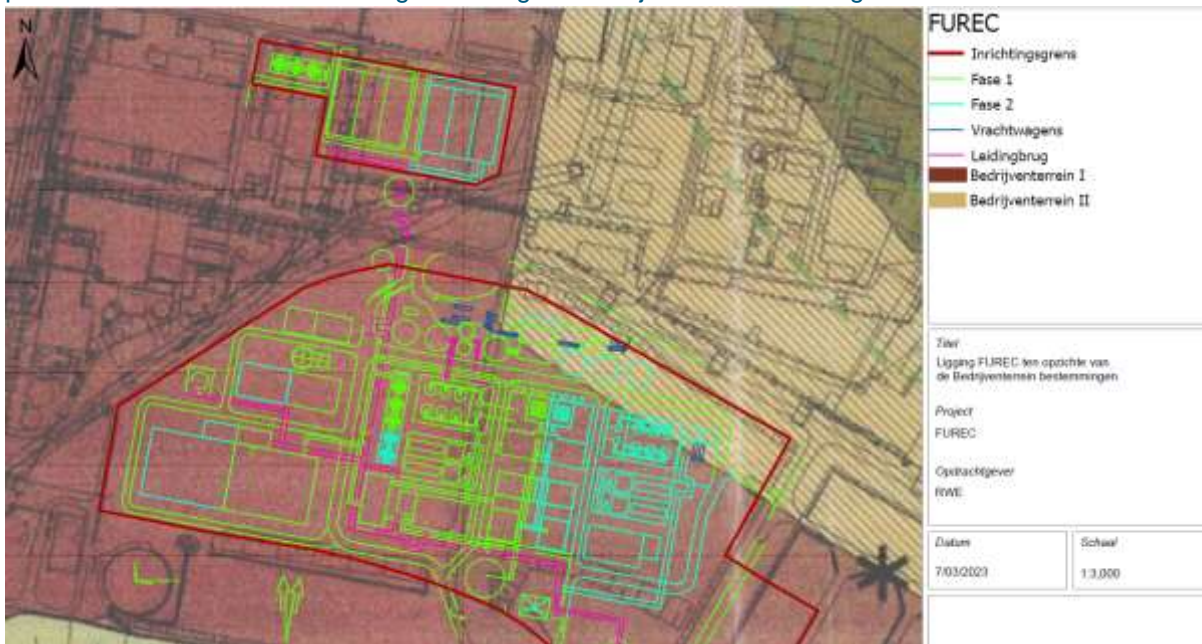 N
FUREC
Inrichtingsgrens
Fase 1
Fase 2
Vrachtwagens
Leidingbrug
Bedrijventerrein I
Bedrijventerrein II
Titel
Ligging FUREC ten opzichte van
de Bedrijventerrein bestemmingen
Project
FUREC
Opdrachtgever
RWE
Datum
7/03/2023
Schaal
1:3,000